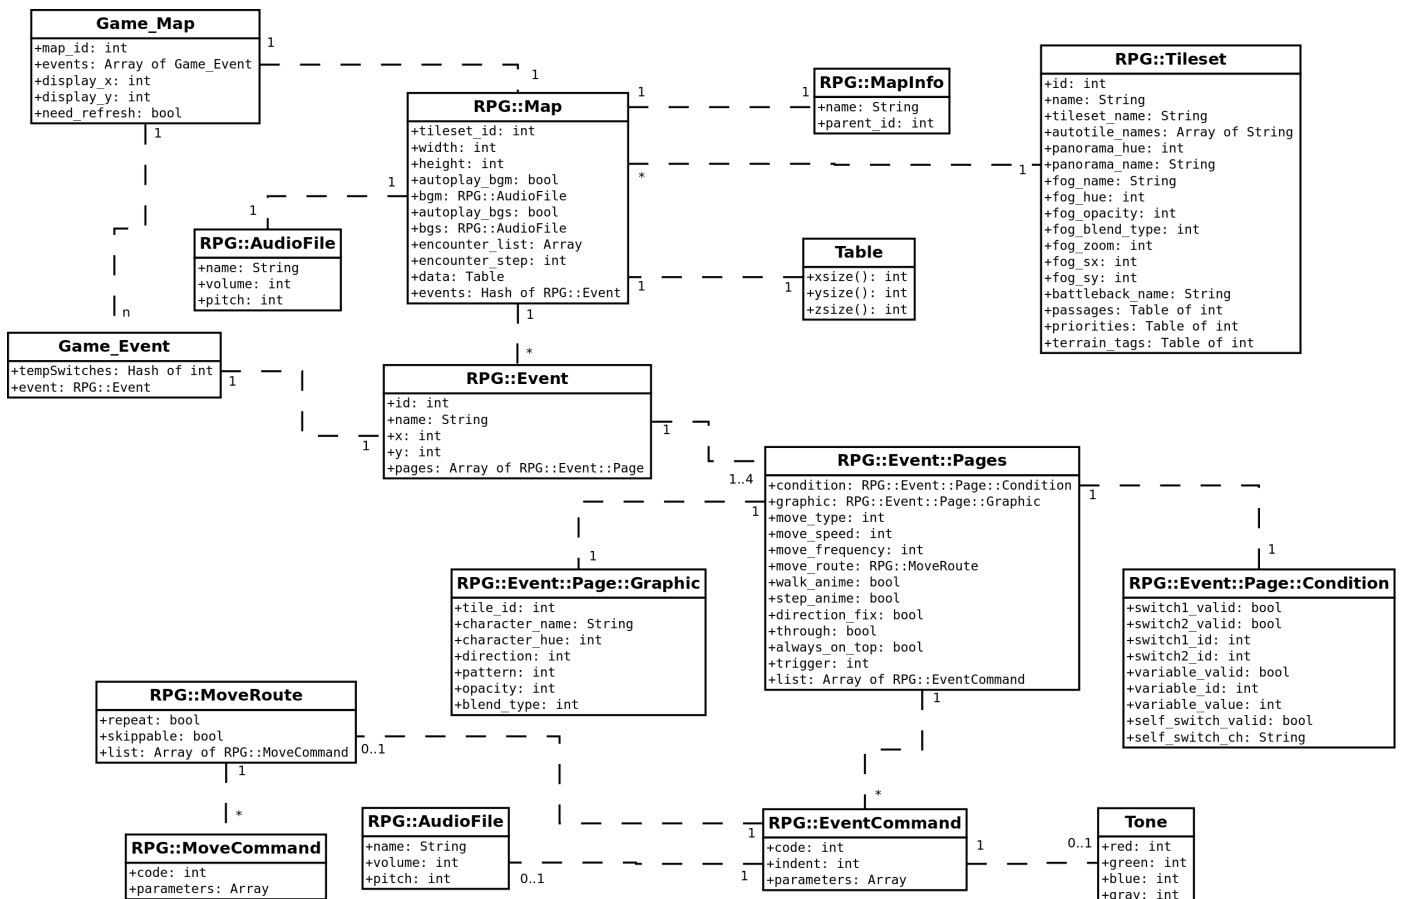 Game_Map
+map_id: int
+events: Array of Game_Event
+display_x: int
+display_y: int
+need_refresh: bool
1
1
1
n
RPG::Map
+tileset_id: int
+width: int
+height: int
+autoplay_bgm: bool
+bgm: RPG::AudioFile
+autoplay_bgs: bool
+bgs: RPG::AudioFile
+encounter_list: Array
+encounter_step: int
+data: Table
+events: Hash of RPG::Event
1
1
RPG::MapInfo
+name: String
+parent_id: int
*
1
RPG::Tileset
+id: int
+name: String
+tileset_name: String
+autotile_names: Array of String
+panorama_hue: int
+panorama_name: String
+fog_name: String
+fog_hue: int
+fog_opacity: int
+fog_blend_type: int
+fog_zoom: int
+fog_sx: int
+fog_sy: int
+battleback_name: String
+passages: Table of int
+priorities: Table of int
+terrain_tags: Table of int
1
1
RPG::AudioFile
+name: String
+volume: int
+pitch: int
1
1
Table
+xsize(): int
+ysize(): int
+zsize(): int
1
*
Game_Event
+tempSwitches: Hash of int
+event: RPG::Event
1
1
RPG::Event
+id: int
+name: String
+x: int
+y: int
+pages: Array of RPG::Event::Page
1
1..4
RPG::Event::Pages
+condition: RPG::Event::Page::Condition
+graphic: RPG::Event::Page::Graphic
+move_type: int
+move_speed: int
+move_frequency: int
+move_route: RPG::MoveRoute
+walk_anime: bool
+step_anime: bool
+direction_fix: bool
+through: bool
+always_on_top: bool
+trigger: int
+list: Array of RPG::EventCommand
1
1
1
1
RPG::Event::Page::Graphic
+tile_id: int
+character_name: String
+character_hue: int
+direction: int
+pattern: int
+opacity: int
+blend_type: int
RPG::Event::Page::Condition
+switch1_valid: bool
+switch2_valid: bool
+switch1_id: int
+switch2_id: int
+variable_valid: bool
+variable_id: int
+variable_value: int
+self_switch_valid: bool
+self_switch_ch: String
1
*
RPG::MoveRoute
+repeat: bool
+skippable: bool
+list: Array of RPG::MoveCommand
0..1
1
1
*
RPG::MoveCommand
+code: int
+parameters: Array
RPG::AudioFile
+name: String
+volume: int
+pitch: int
0..1
1
RPG::EventCommand
+code: int
+indent: int
+parameters: Array
1
0..1
Tone
+red: int
+green: int
+blue: int
+gray: int